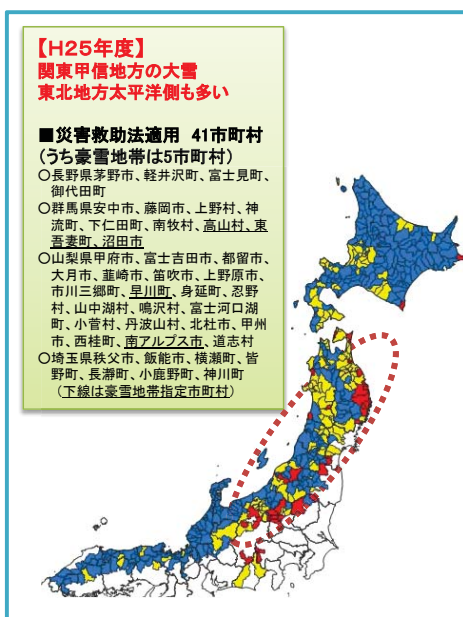 【H25年度】
関東甲信地方の大雪
東北地方太平洋側も多い
■災害救助法適用 41市町村
(うち豪雪地帯は5市町村)
○長野県茅野市、軽井沢町、富士見町、
御代田町
○群馬県安中市、藤岡市、上野村、神
流町、下仁田町、南牧村、高山村、東
吾妻町、沼田市
○山梨県甲府市、富士吉田市、都留市、
大月市、韮崎市、笛吹市、上野原市、
市川三郷町、早川町、身延町、忍野
村、山中湖村、鳴沢村、富士河口湖
町、小菅村、丹波山村、北杜市、甲州
市、西桂町、南アルプス市、道志村
○埼玉県秩父市、飯能市、横瀬町、皆
野町、長瀞町、小鹿野町、神川町
(下線は豪雪地帯指定市町村)